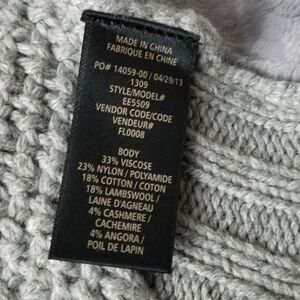 MADE IN CHINA
FABRIQUE EN CHINE
PO# 14059-00 / 04/29/13
1309
STYLE/MODEL#
EE5509
VENDOR CODE/CODE
VENDEUR#
FL0008
BODY
33% VISCOSE
23% NYLON / POLYAMIDE
18% COTTON / COTON
18% LAMBSWOOL /
LAINE D'AGNEAU
4% CASHMERE /
CACHEMIRE
4% ANGORA /
POIL DE LAPIN